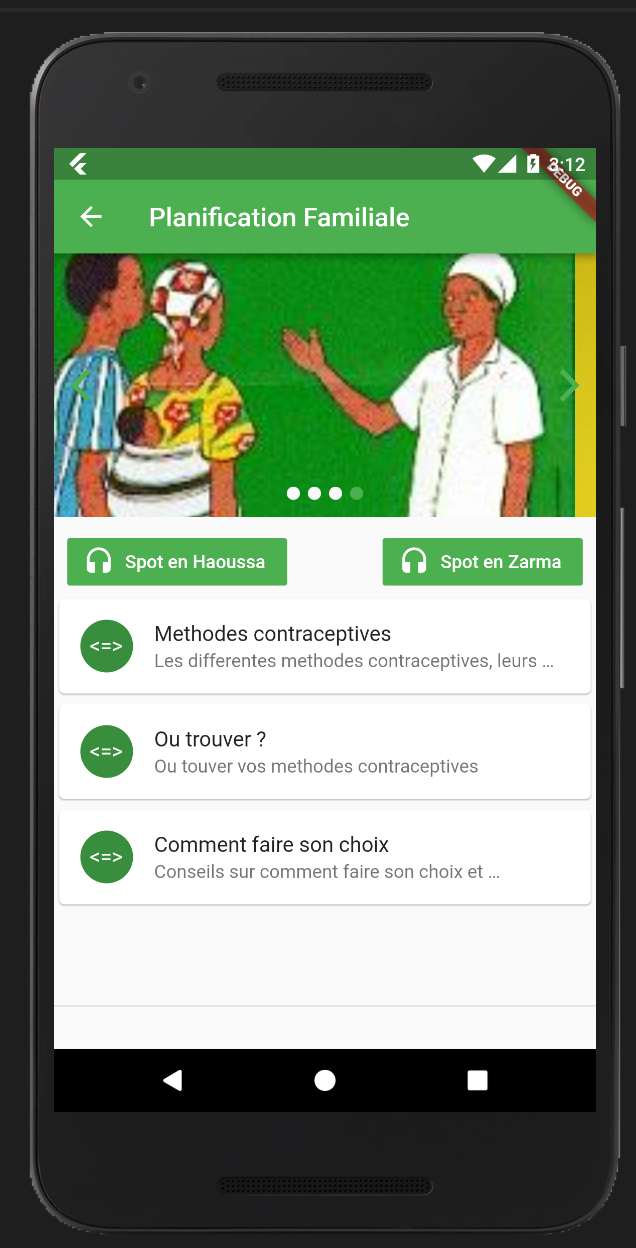 3:12
DEBUG
Planification Familiale
Spot en Haoussa
Spot en Zarma
<=> Methodes contraceptives
Les differentes methodes contraceptives, leurs ...
<=> Ou trouver ?
Ou touver vos methodes contraceptives
<=> Comment faire son choix
Conseils sur comment faire son choix et ...